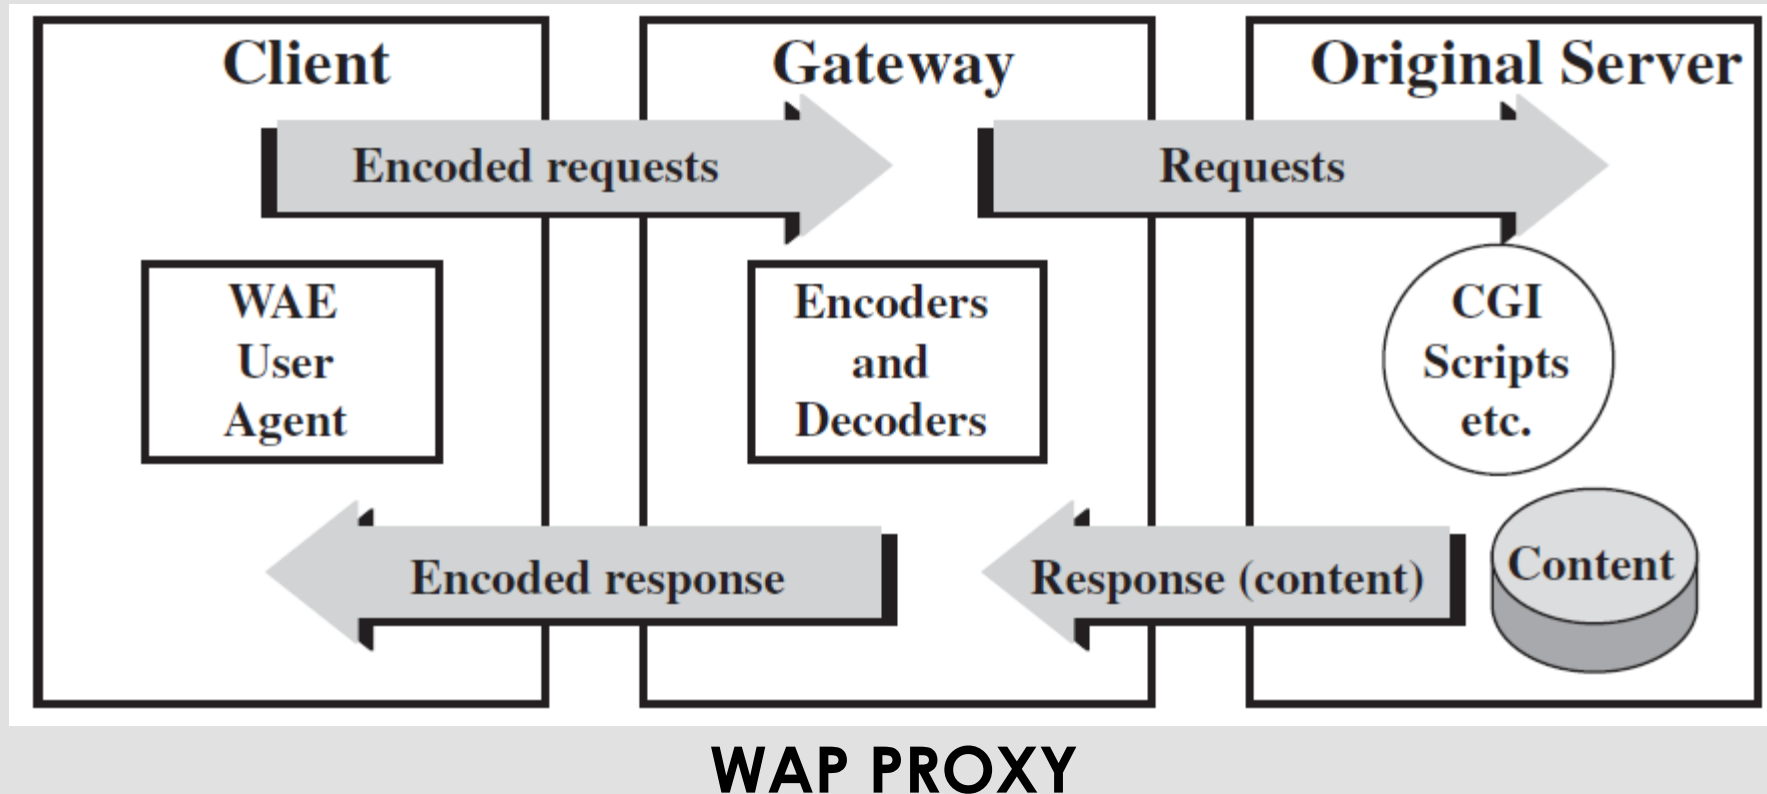 Client
Gateway
Original Server
Encoded requests
Requests
WAE
User
Agent
Encoders
and
Decoders
CGI
Scripts
etc.
Encoded response
Response (content)
Content
WAP PROXY